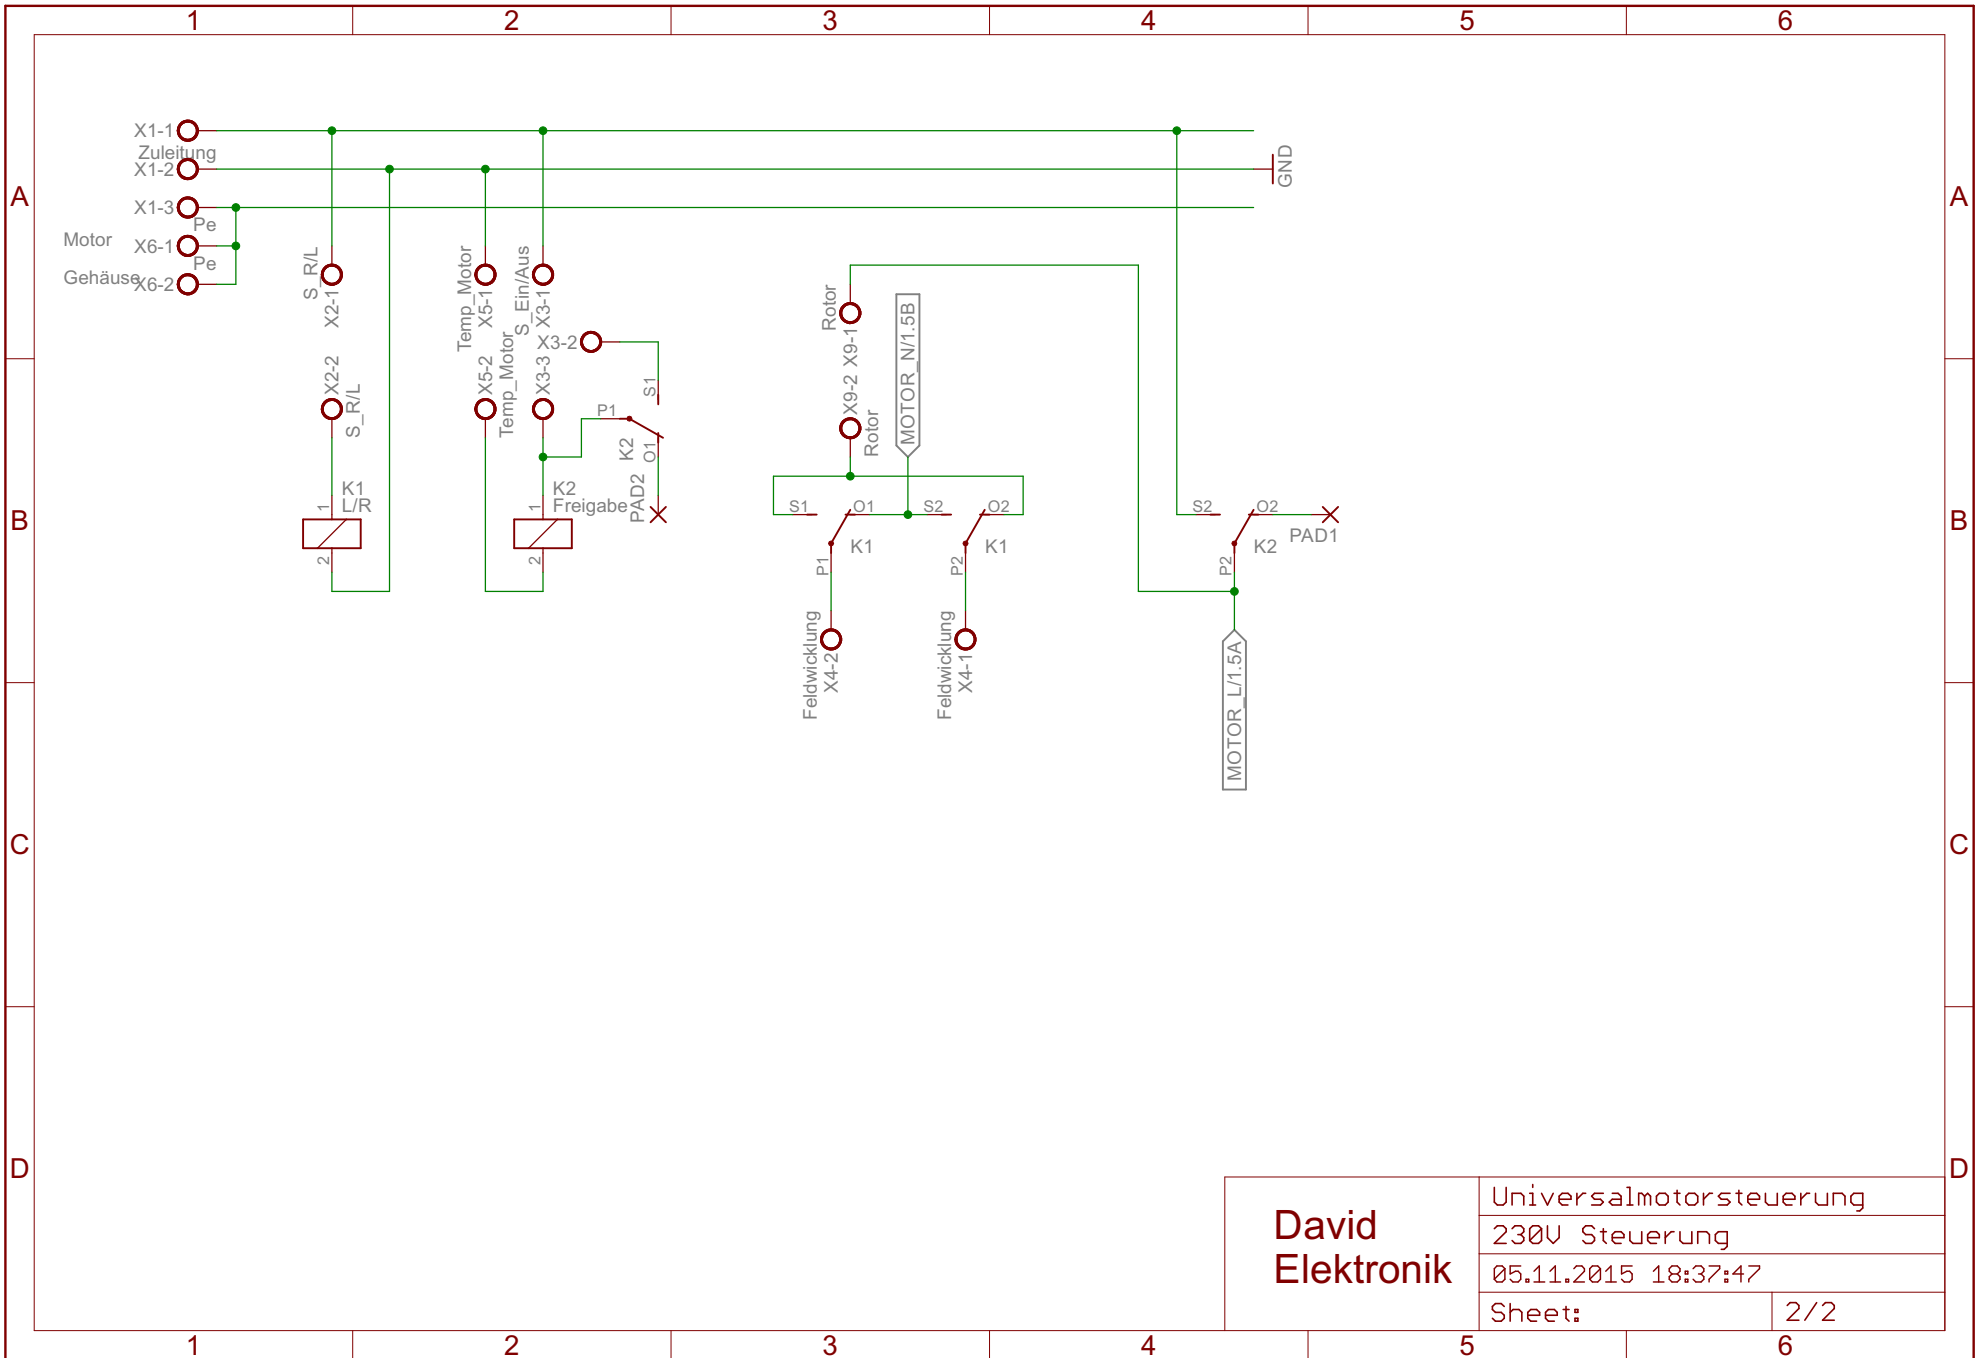 1 2 3 4 5 6
A A
B B
C C
D D
X1-1
Zuleitung
X1-2
X1-3
Pe
Motor X6-1
Pe
Gehäuse X6-2
S_R/L
X2-1
X2-2
S_R/L
K1
L/R
1
2
Temp_Motor
X5-1
X5-2
Temp_Motor
S_Ein/Aus
X3-1
X3-2
X3-3
K2
Freigabe
1
2
P1
S1
K2
O1
PAD2
Rotor
X9-1
X9-2
Rotor
MOTOR_N/1.5B
S1 O1 S2 O2
K1 K1
P1 P2
Feldwicklung
X4-2
Feldwicklung
X4-1
GND
S2 O2
K2
PAD1
P2
MOTOR_L/1.5A
David
Elektronik
Universalmotorsteuerung
230V Steuerung
05.11.2015 18:37:47
Sheet: 2/2
1 2 3 4 5 6